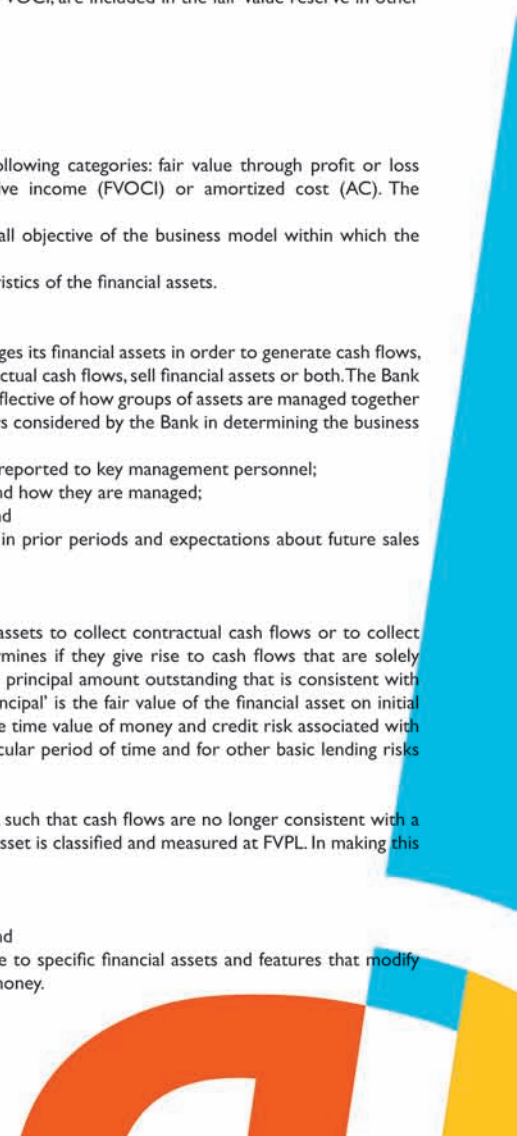 FVOCI, are included in the fair value reserve in other
ollowing categories: fair value through profit or loss
ive income (FVOCI) or amortized cost (AC). The
all objective of the business model within which the
istics of the financial assets.
ges its financial assets in order to generate cash flows,
ctual cash flows, sell financial assets or both.The Bank
flective of how groups of assets are managed together
rs considered by the Bank in determining the business
reported to key management personnel;
nd how they are managed;
nd
in prior periods and expectations about future sales
assets to collect contractual cash flows or to collect
rmines if they give rise to cash flows that are solely
principal amount outstanding that is consistent with
ncipal’ is the fair value of the financial asset on initial
e time value of money and credit risk associated with
cular period of time and for other basic lending risks
such that cash flows are no longer consistent with a
sset is classified and measured at FVPL. In making this
nd
e to specific financial assets and features that modify
noney.